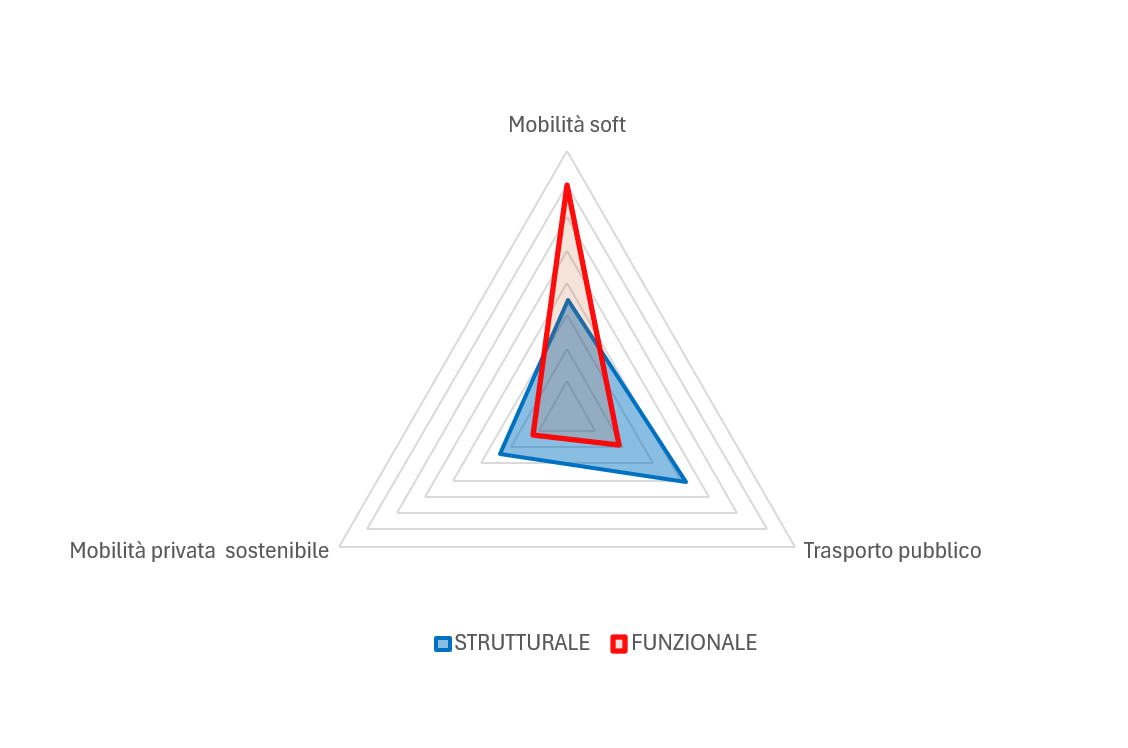 Mobilità soft
Mobilità privata  sostenibile
Trasporto pubblico
STRUTTURALE
FUNZIONALE